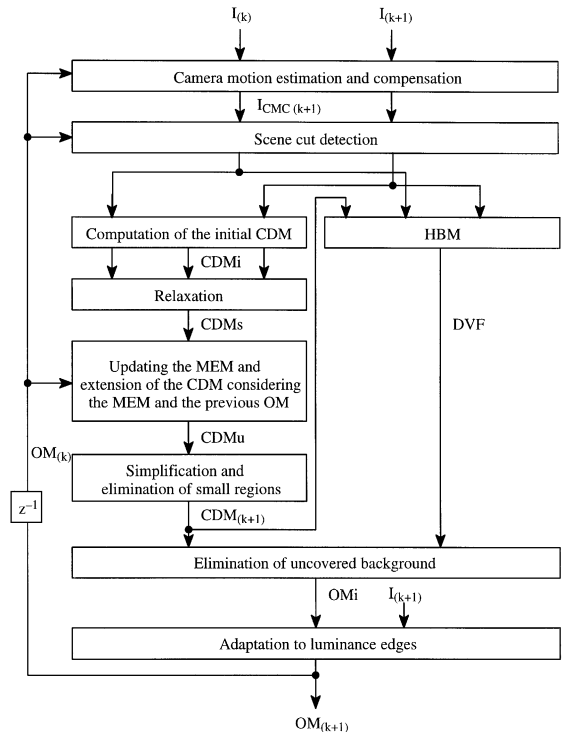 I(k) I(k+1)
Camera motion estimation and compensation
ICMC (k+1)
Scene cut detection
Computation of the initial CDM HBM
CDMi
Relaxation
CDMs DVF
Updating the MEM and
extension of the CDM considering
the MEM and the previous OM
CDMu
OM(k)
Simplification and
elimination of small regions
z−1
CDM(k+1)
Elimination of uncovered background
OMi I(k+1)
Adaptation to luminance edges
OM(k+1)